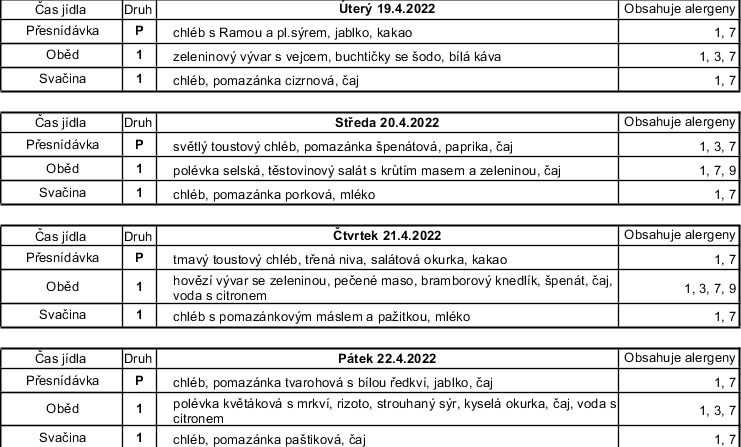 Čas jídla Druh Úterý 19.4.2022 Obsahuje alergeny
Přesnídávka P chléb s Ramou a pl.sýrem, jablko, kakao 1, 7
Oběd 1 zeleninový vývar s vejcem, buchtičky se šodo, bílá káva 1, 3, 7
Svačina 1 chléb, pomazánka cizrnová, čaj 1, 7
Čas jídla Druh Středa 20.4.2022 Obsahuje alergeny
Přesnídávka P světlý toustový chléb, pomazánka špenátová, paprika, čaj 1, 3, 7
Oběd 1 polévka selská, těstovinový salát s krůtím masem a zeleninou, čaj 1, 7, 9
Svačina 1 chléb, pomazánka porková, mléko 1, 7
Čas jídla Druh Čtvrtek 21.4.2022 Obsahuje alergeny
Přesnídávka P tmavý toustový chléb, třená niva, salátová okurka, kakao 1, 7
Oběd 1 hovězí vývar se zeleninou, pečené maso, bramborový knedlík, špenát, čaj, 1, 3, 7, 9
voda s citronem
Svačina 1 chléb s pomazánkovým máslem a pažitkou, mléko 1, 7
Čas jídla Druh Pátek 22.4.2022 Obsahuje alergeny
Přesnídávka P chléb, pomazánka tvarohová s bílou ředkví, jablko, čaj 1, 7
Oběd 1 polévka květáková s mrkví, rizoto, strouhaný sýr, kyselá okurka, čaj, voda s 1, 3, 7
citronem
Svačina 1 chléb, pomazánka paštiková, čaj 1, 7